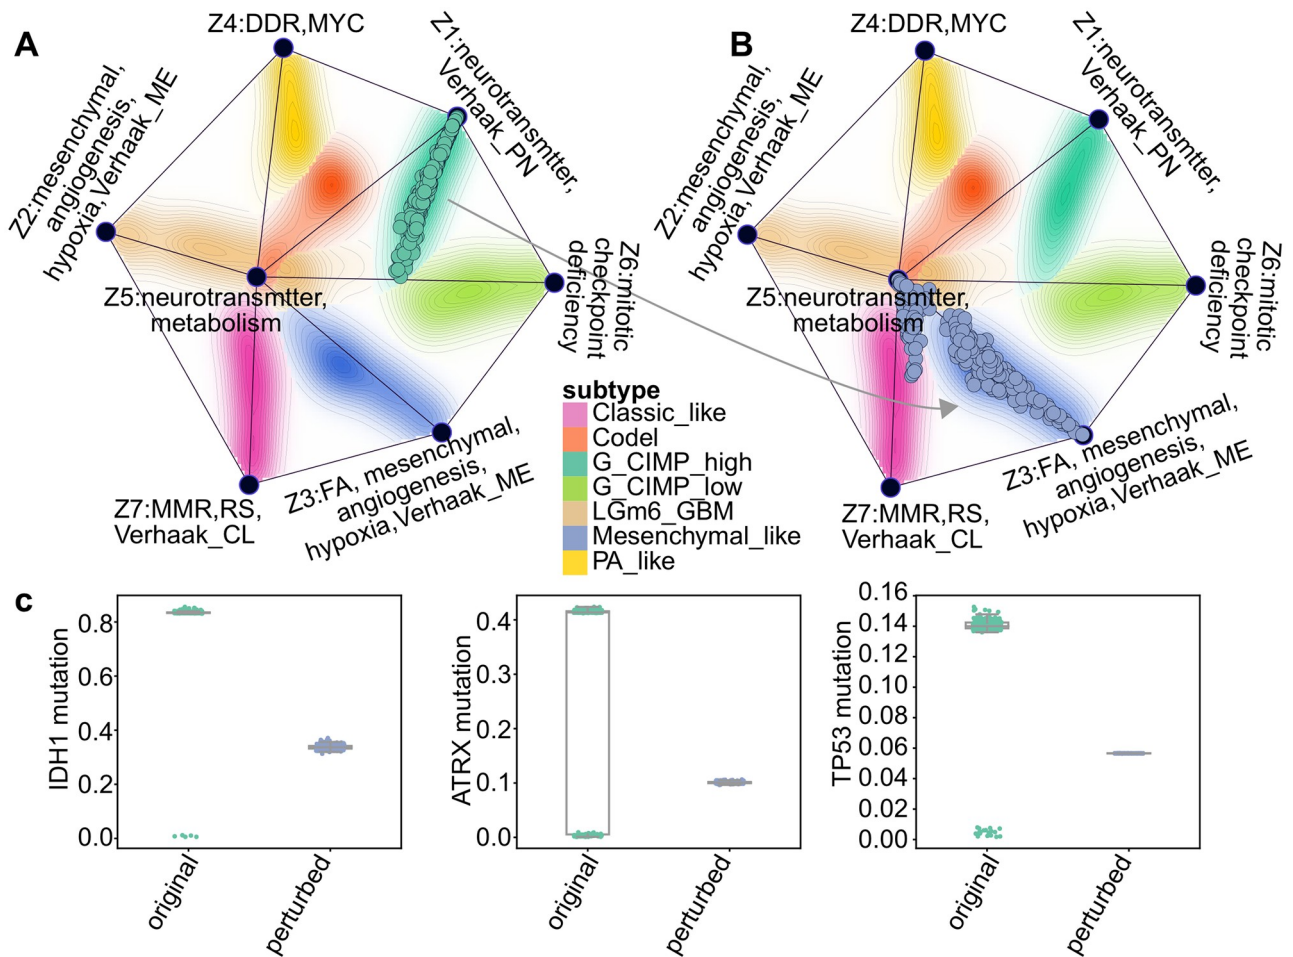 A
Z4:DDR,MYC
Z1:neurotransmtter,
Verhaak_PN
Z2:mesenchymal,
angiogenesis,
hypoxia,Verhaak_ME
Z5:neurotransmtter,
metabolism
Z6:mitotic
checkpoint
deficiency
Z7:MMR,RS,
Verhaak_CL
Z3:FA, mesenchymal,
angiogenesis,
hypoxia,Verhaak_ME
subtype
Classic_like
Codel
G_CIMP_high
G_CIMP_low
LGm6_GBM
Mesenchymal_like
PA_like
B
Z4:DDR,MYC
Z1:neurotransmtter,
Verhaak_PN
Z2:mesenchymal,
angiogenesis,
hypoxia,Verhaak_ME
Z5:neurotransmtter,
metabolism
Z6:mitotic
checkpoint
deficiency
Z7:MMR,RS,
Verhaak_CL
Z3:FA, mesenchymal,
angiogenesis,
hypoxia,Verhaak_ME
c
IDH1 mutation
0.8
0.6
0.4
0.2
0.0
original
perturbed
ATRX mutation
0.4
0.3
0.2
0.1
0.0
original
perturbed
TP53 mutation
0.16
0.14
0.12
0.10
0.08
0.06
0.04
0.02
0.00
original
perturbed